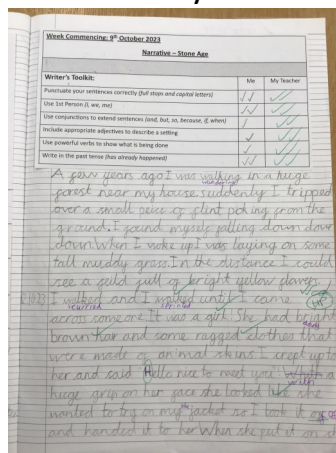 Week Commencing: 9th October 2023
Narrative – Stone Age
Writer's Toolkit: Me My Teacher
Punctuate your sentences correctly (full stops and capital letters)
Use 1st Person (I, we, me)
Use conjunctions to extend sentences (and, but, so, because, if, when)
Include appropriate adjectives to describe a setting
Use powerful verbs to show what is being done
Write in the past tense (has already happened)
A few years ago I was walking in a huge
wandering
forest near my house. suddenly I tripped
over a small peice of flint poking from the
ground. I found myself falling down down
down. When I woke up I was laying on some
tall muddy grass. In the distance I could
see a feild full of bright yellow flowers.
I walked and I walked until I came
HP
across someone. It was a girl. She had bright
brown hair and some ragged clothes that
were made of animal skins. I crept up to
her and said Hello nice to meet you. With a
with
huge grin on her face she looked like she
wanted to try on my jacket so I took it off
and handed it to her. When she put it on